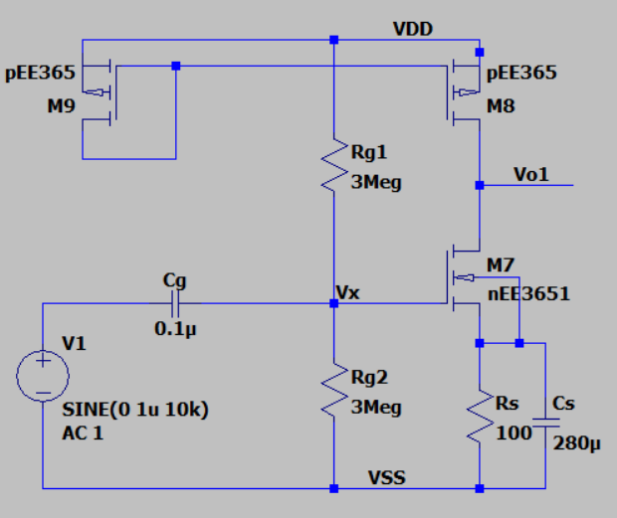 VDD
pEE365
M9
pEE365
M8
Rg1
3Meg
Vo1
M7
nEE3651
Cg
0.1µ
Vx
V1
+
−
SINE(0 1u 10k)
AC 1
Rg2
3Meg
Rs
100
Cs
280µ
VSS